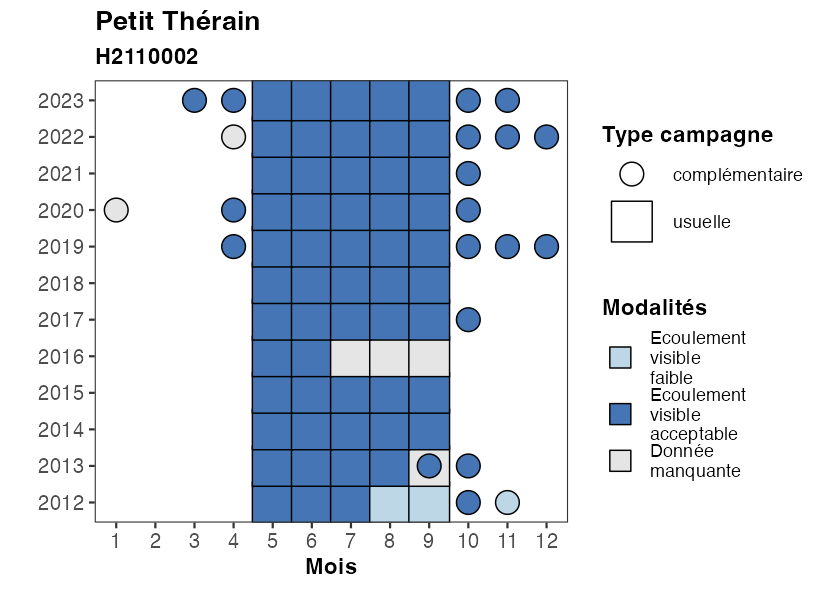 Petit Thérain
H2110002
2023
2022
2021
2020
2019
2018
2017
2016
2015
2014
2013
2012
1 2 3 4 5 6 7 8 9 10 11 12
Mois
Type campagne
complémentaire
usuelle
Modalités
Ecoulement
visible
faible
Ecoulement
visible
acceptable
Donnée
manquante